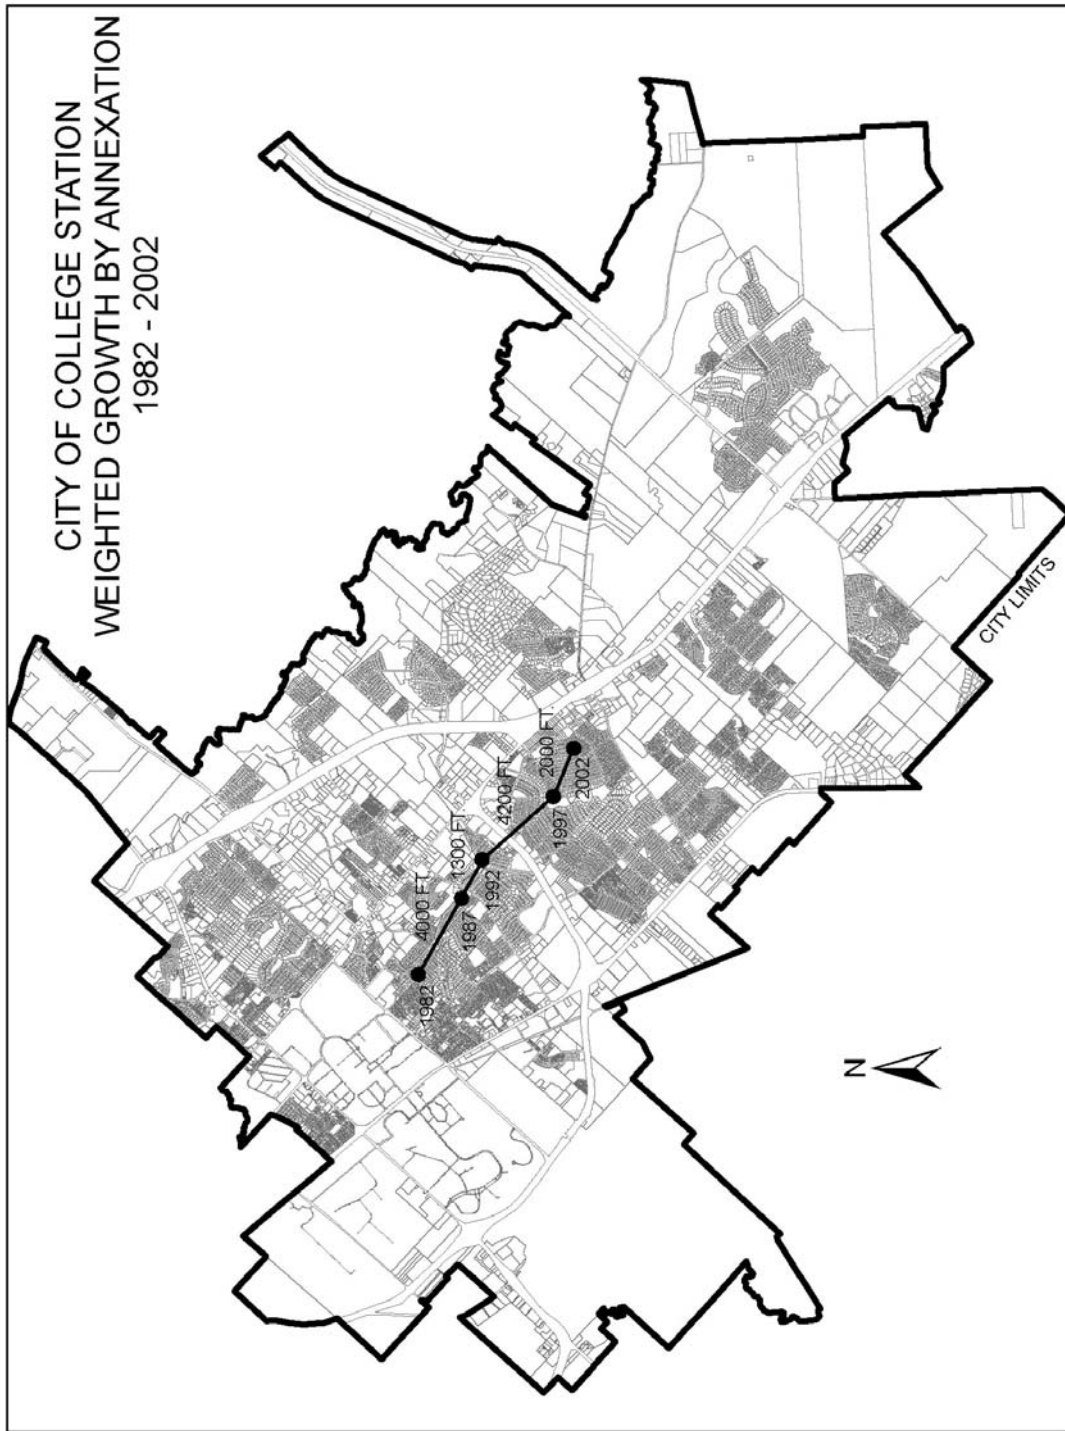 CITY OF COLLEGE STATION
WEIGHTED GROWTH BY ANNEXATION
1982 - 2002
1982
4000 FT.
1987
1300 FT.
1992
4200 FT.
1997
2000 FT.
2002
CITY LIMITS
N